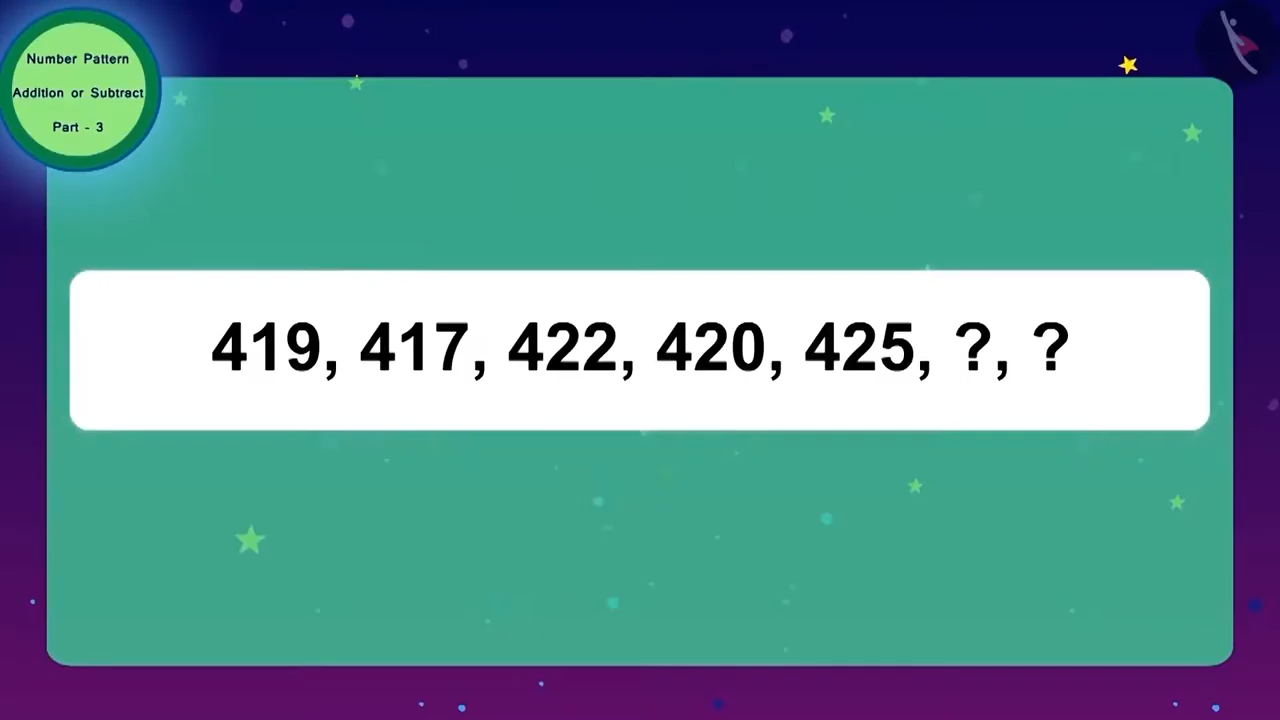 Number Pattern
Addition or Subtract
Part - 3
419, 417, 422, 420, 425, ?, ?